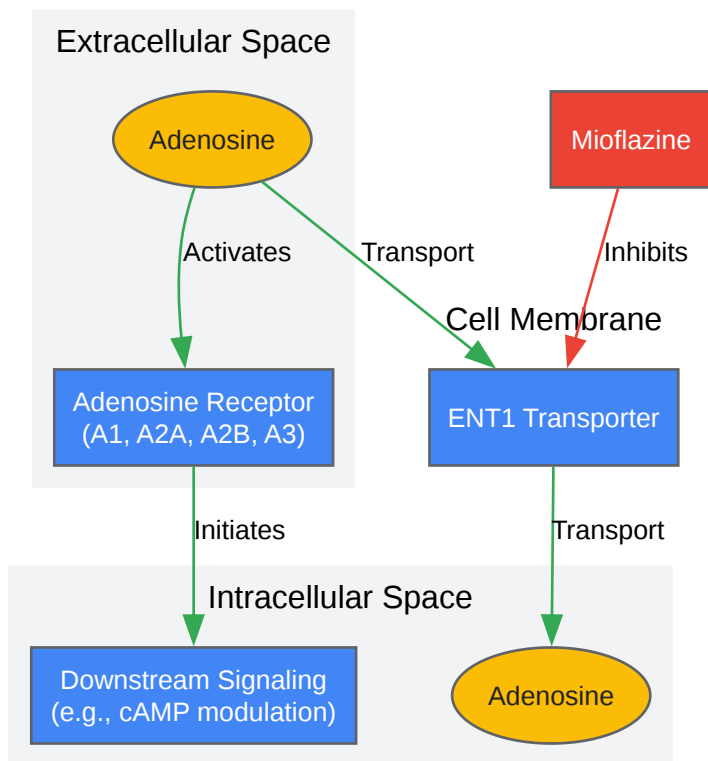 Extracellular Space
Adenosine
Mioflazine
Activates
Transport
Inhibits
Cell Membrane
Adenosine Receptor
(A1, A2A, A2B, A3)
ENT1 Transporter
Initiates
Transport
Intracellular Space
Downstream Signaling
(e.g., cAMP modulation)
Adenosine